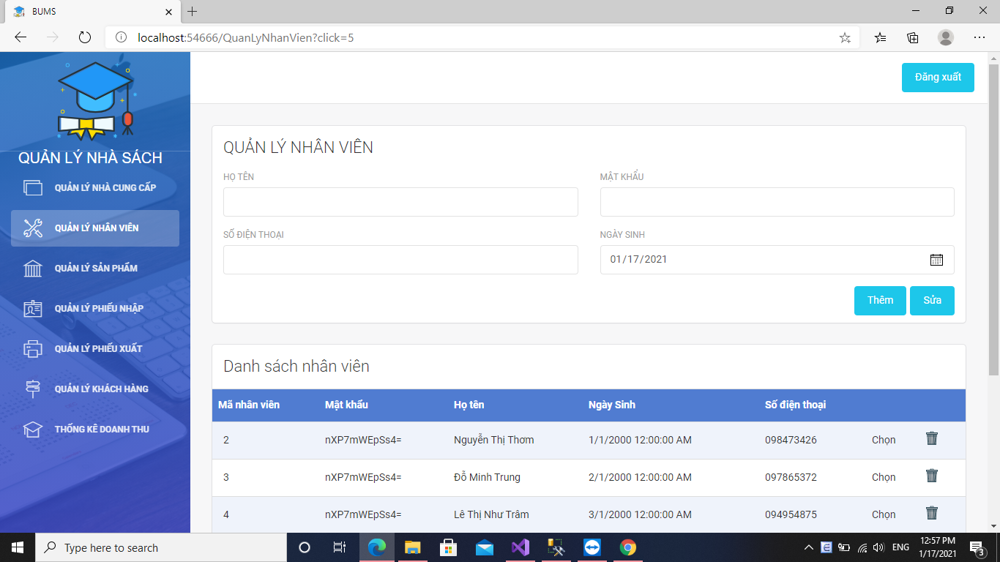 BUMS
localhost:54666/QuanLyNhanVien?click=5
Đăng xuất
QUẢN LÝ NHÀ SÁCH
QUẢN LÝ NHÀ CUNG CẤP
QUẢN LÝ NHÂN VIÊN
QUẢN LÝ SẢN PHẨM
QUẢN LÝ PHIẾU NHẬP
QUẢN LÝ PHIẾU XUẤT
QUẢN LÝ KHÁCH HÀNG
THỐNG KÊ DOANH THU
QUẢN LÝ NHÂN VIÊN
HỌ TÊN MẬT KHẨU
SỐ ĐIỆN THOẠI NGÀY SINH
01/17/2021
Thêm Sửa
Danh sách nhân viên
Mã nhân viên Mật khẩu Họ tên Ngày Sinh Số điện thoại
2 nXP7mWEpSs4= Nguyễn Thị Thơm 1/1/2000 12:00:00 AM 098473426 Chọn
3 nXP7mWEpSs4= Đỗ Minh Trung 2/1/2000 12:00:00 AM 097865372 Chọn
4 nXP7mWEpSs4= Lê Thị Như Trâm 3/1/2000 12:00:00 AM 094954875 Chọn
Type here to search
ENG
12:57 PM
1/17/2021
3